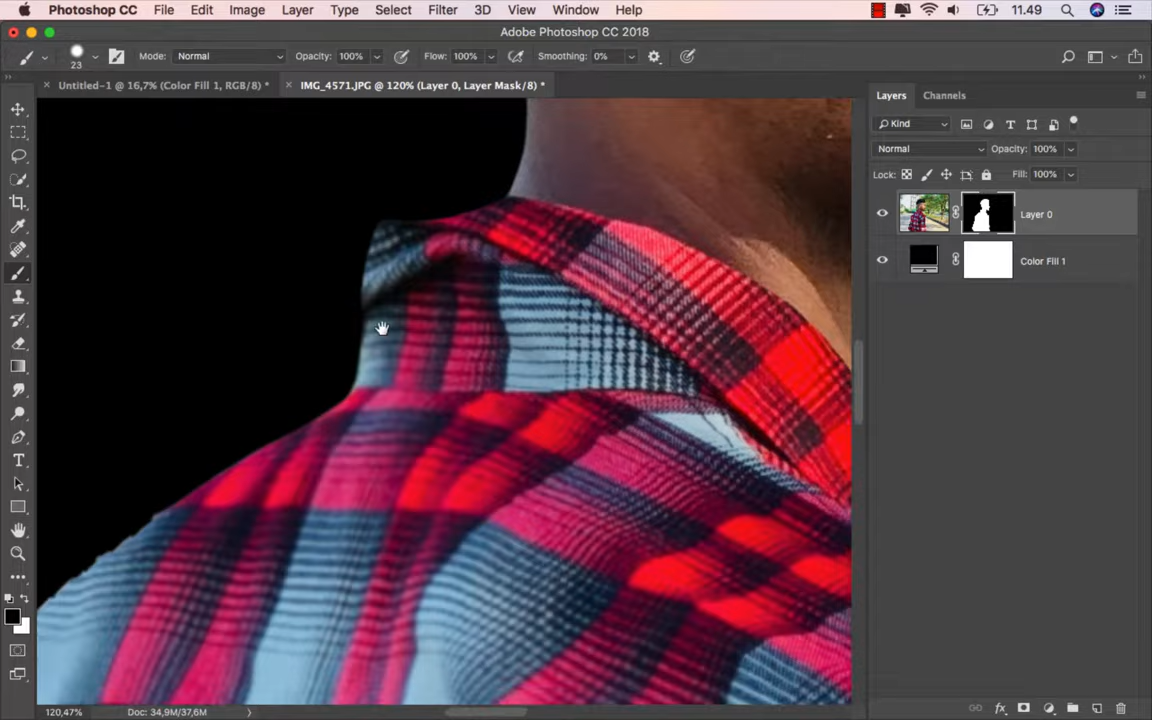 Photoshop CC File Edit Image Layer Type Select Filter 3D View Window Help 11.49
Adobe Photoshop CC 2018
23 Mode: Normal Opacity: 100% Flow: 100% Smoothing: 0%
Untitled-1 @ 16,7% (Color Fill 1, RGB/8) * IMG_4571.JPG @ 120% (Layer 0, Layer Mask/8) *
Layers Channels
Kind
Normal Opacity: 100%
Lock: Fill: 100%
Layer 0
Color Fill 1
120,47% Doc: 34,9M/37,6M